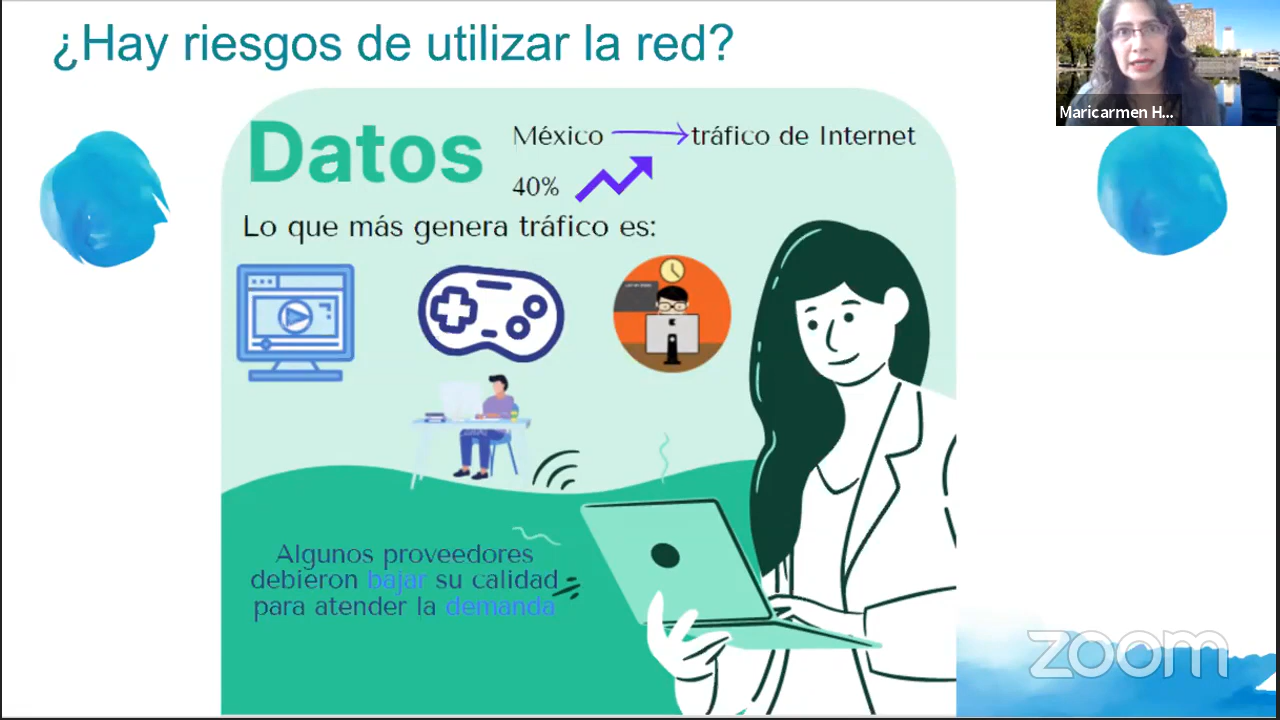 ¿Hay riesgos de utilizar la red?
Maricarmen H...
Datos
México tráfico de Internet
40%
Lo que más genera tráfico es:
Algunos proveedores
debieron bajar su calidad
para atender la demanda
zoom